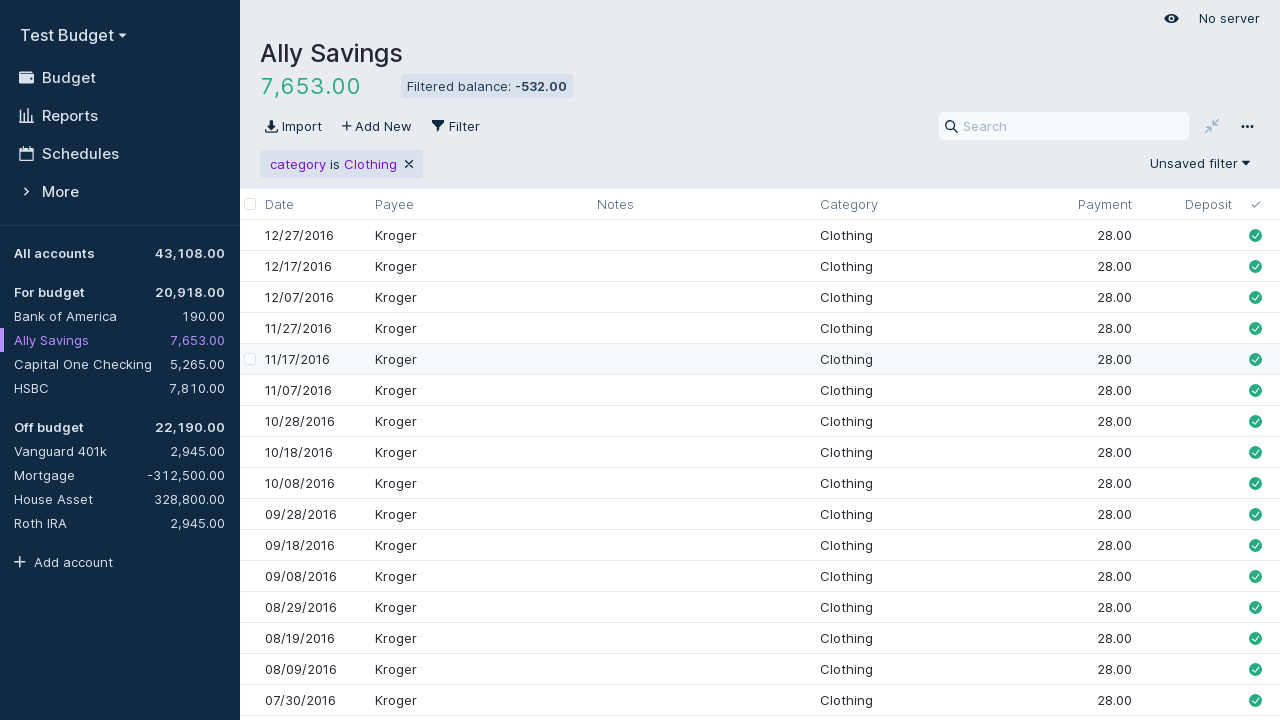 Test Budget
Budget
Reports
Schedules
More
All accounts 43,108.00
For budget 20,918.00
Bank of America 190.00
Ally Savings 7,653.00
Capital One Checking 5,265.00
HSBC 7,810.00
Off budget 22,190.00
Vanguard 401k 2,945.00
Mortgage -312,500.00
House Asset 328,800.00
Roth IRA 2,945.00
Add account
No server
Ally Savings
7,653.00 Filtered balance: -532.00
Import Add New Filter Search
category is Clothing Unsaved filter
Date Payee Notes Category Payment Deposit
12/27/2016 Kroger Clothing 28.00
12/17/2016 Kroger Clothing 28.00
12/07/2016 Kroger Clothing 28.00
11/27/2016 Kroger Clothing 28.00
11/17/2016 Kroger Clothing 28.00
11/07/2016 Kroger Clothing 28.00
10/28/2016 Kroger Clothing 28.00
10/18/2016 Kroger Clothing 28.00
10/08/2016 Kroger Clothing 28.00
09/28/2016 Kroger Clothing 28.00
09/18/2016 Kroger Clothing 28.00
09/08/2016 Kroger Clothing 28.00
08/29/2016 Kroger Clothing 28.00
08/19/2016 Kroger Clothing 28.00
08/09/2016 Kroger Clothing 28.00
07/30/2016 Kroger Clothing 28.00